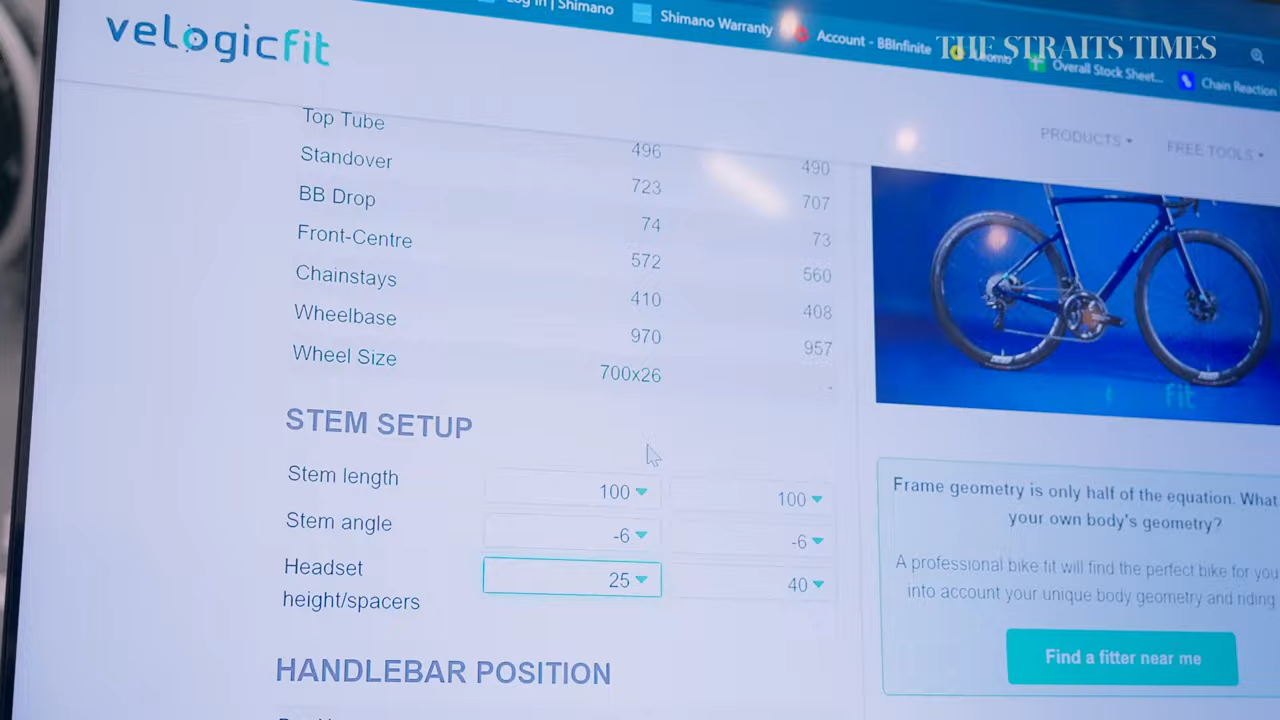 Log In | Shimano
Shimano Warranty
Account - BBInfinite
Overall Stock Sheet...
Chain Reaction
THE STRAITS TIMES
velogicfit
PRODUCTS
FREE TOOLS
Top Tube 496 490
Standover 723 707
BB Drop 74 73
Front-Centre 572 560
Chainstays 410 408
Wheelbase 970 957
Wheel Size 700x26 -
STEM SETUP
Stem length 100 100
Stem angle -6 -6
Headset
height/spacers 25 40
HANDLEBAR POSITION
fit
Frame geometry is only half of the equation. What
your own body's geometry?
A professional bike fit will find the perfect bike for you
into account your unique body geometry and riding
Find a fitter near me